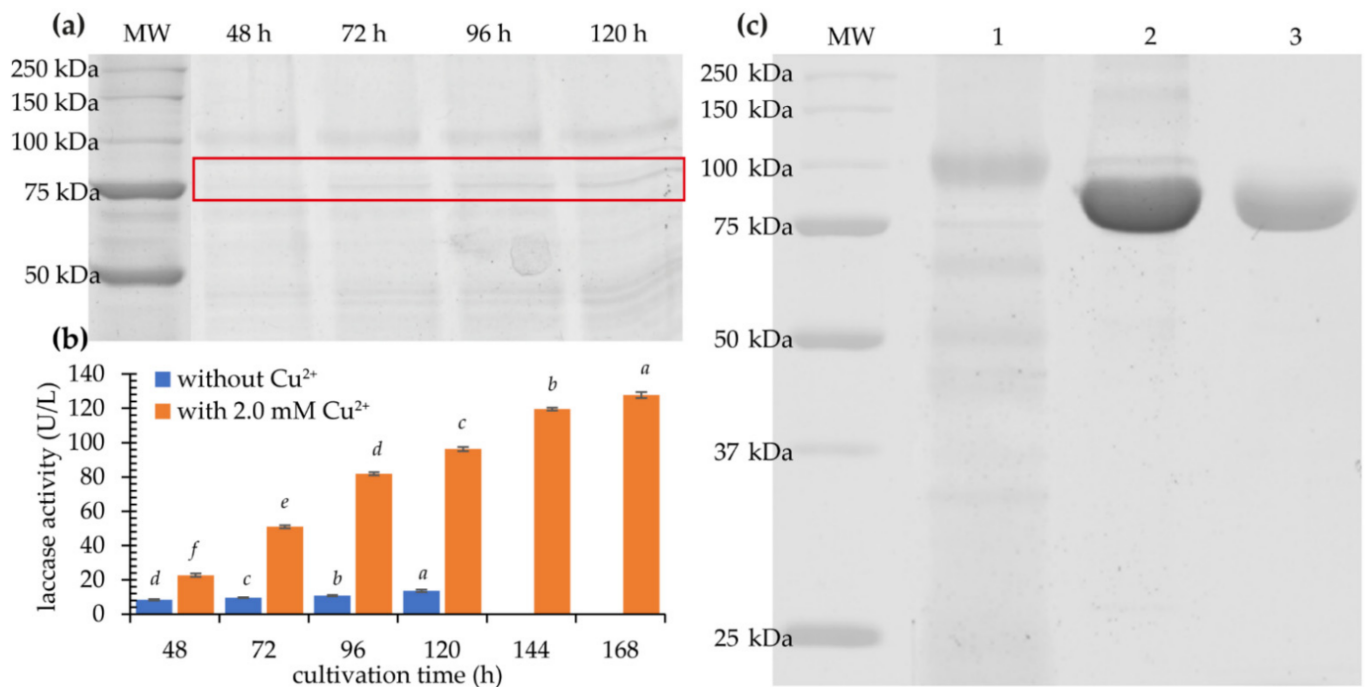 (a)
MW 48 h 72 h 96 h 120 h
250 kDa
150 kDa
100 kDa
75 kDa
50 kDa
(b)
laccase activity (U/L)
140
120
100
80
60
40
20
0
without Cu²⁺
with 2.0 mM Cu²⁺
d f c e b d a c b a
48 72 96 120 144 168
cultivation time (h)
(c)
MW 1 2 3
250 kDa
150 kDa
100 kDa
75 kDa
50 kDa
37 kDa
25 kDa